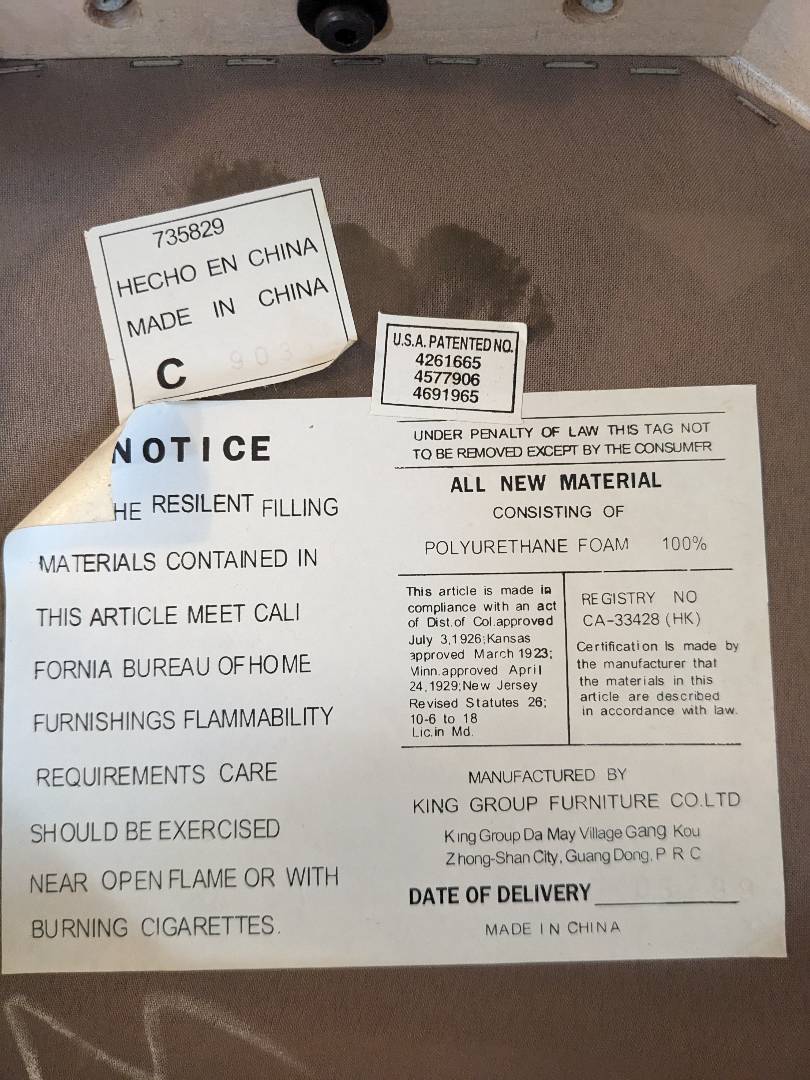 735829
HECHO EN CHINA
MADE IN CHINA
C 903
U.S.A. PATENTED NO.
4261665
4577906
4691965
NOTICE
HE RESILENT FILLING
MATERIALS CONTAINED IN
THIS ARTICLE MEET CALI
FORNIA BUREAU OF HOME
FURNISHINGS FLAMMABILITY
REQUIREMENTS CARE
SHOULD BE EXERCISED
NEAR OPEN FLAME OR WITH
BURNING CIGARETTES.
UNDER PENALTY OF LAW THIS TAG NOT
TO BE REMOVED EXCEPT BY THE CONSUMER
ALL NEW MATERIAL
CONSISTING OF
POLYURETHANE FOAM 100%
This article is made in
compliance with an act
of Dist.of Col.approved
July 3,1926;Kansas
approved March 1923;
Minn.approved April
24,1929;New Jersey
Revised Statutes 26;
10-6 to 18
Lic.in Md.
REGISTRY NO
CA-33428 (HK)
Certification Is made by
the manufacturer that
the materials in this
article are described
in accordance with law.
MANUFACTURED BY
KING GROUP FURNITURE CO.LTD
King Group Da May Village Gang Kou
Zhong-Shan City, Guang Dong, P R C
DATE OF DELIVERY
MADE IN CHINA